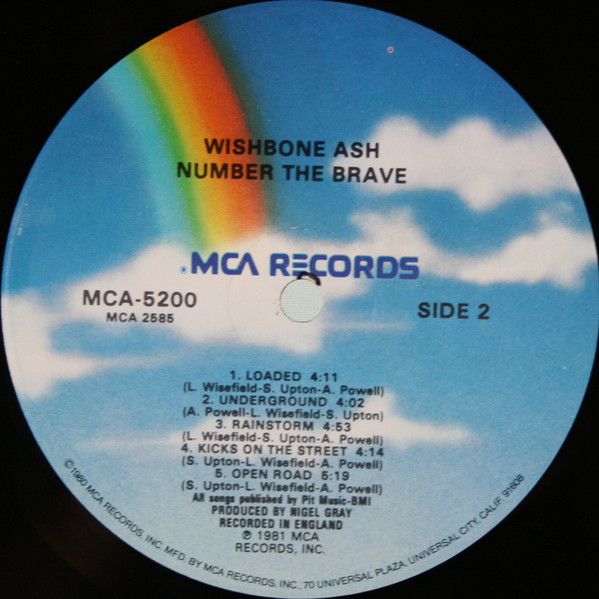 WISHBONE ASH
NUMBER THE BRAVE
MCA RECORDS
MCA-5200
MCA 2585
SIDE 2
1. LOADED 4:11
(L. Wisefield-S. Upton-A. Powell)
2. UNDERGROUND 4:02
(A. Powell-L. Wisefield-S. Upton)
3. RAINSTORM 4:53
(L. Wisefield-S. Upton-A. Powell)
4. KICKS ON THE STREET 4:14
(S. Upton-L. Wisefield-A. Powell)
5. OPEN ROAD 5:19
(S. Upton-L. Wisefield-A. Powell)
All songs published by Pit Music-BMI
PRODUCED BY NIGEL GRAY
RECORDED IN ENGLAND
℗ 1981 MCA
RECORDS, INC.
©1980 MCA RECORDS, INC. MFD. BY MCA RECORDS, INC., 70 UNIVERSAL PLAZA, UNIVERSAL CITY, CALIF. 91608